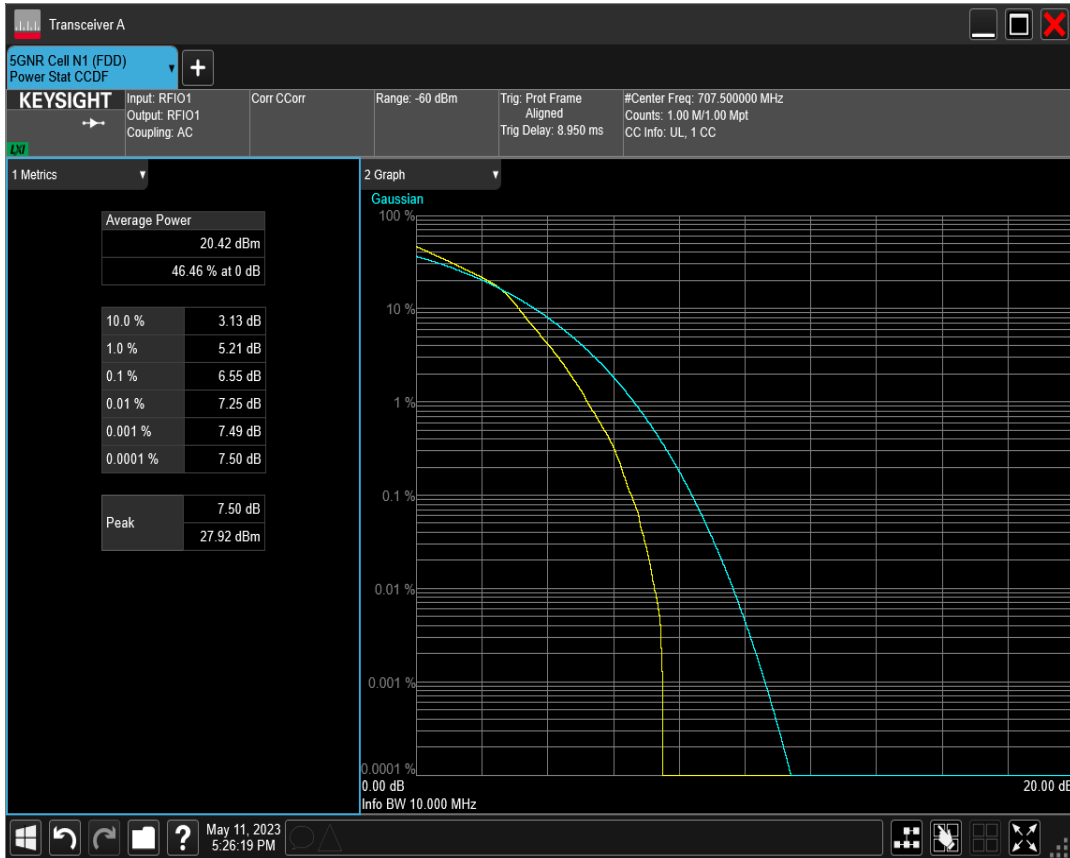 Transceiver A
5GNR Cell N1 (FDD)
Power Stat CCDF
+
KEYSIGHT
LXI
Input: RFIO1
Output: RFIO1
Coupling: AC
Corr CCorr
Range: -60 dBm
Trig: Prot Frame
Aligned
Trig Delay: 8.950 ms
#Center Freq: 707.500000 MHz
Counts: 1.00 M/1.00 Mpt
CC Info: UL, 1 CC
1 Metrics
Average Power
20.42 dBm
46.46 % at 0 dB
10.0 % 3.13 dB
1.0 % 5.21 dB
0.1 % 6.55 dB
0.01 % 7.25 dB
0.001 % 7.49 dB
0.0001 % 7.50 dB
Peak
7.50 dB
27.92 dBm
2 Graph
Gaussian
100 %
10 %
1 %
0.1 %
0.01 %
0.001 %
0.0001 %
0.00 dB 20.00 dB
Info BW 10.000 MHz
?
May 11, 2023
5:26:19 PM